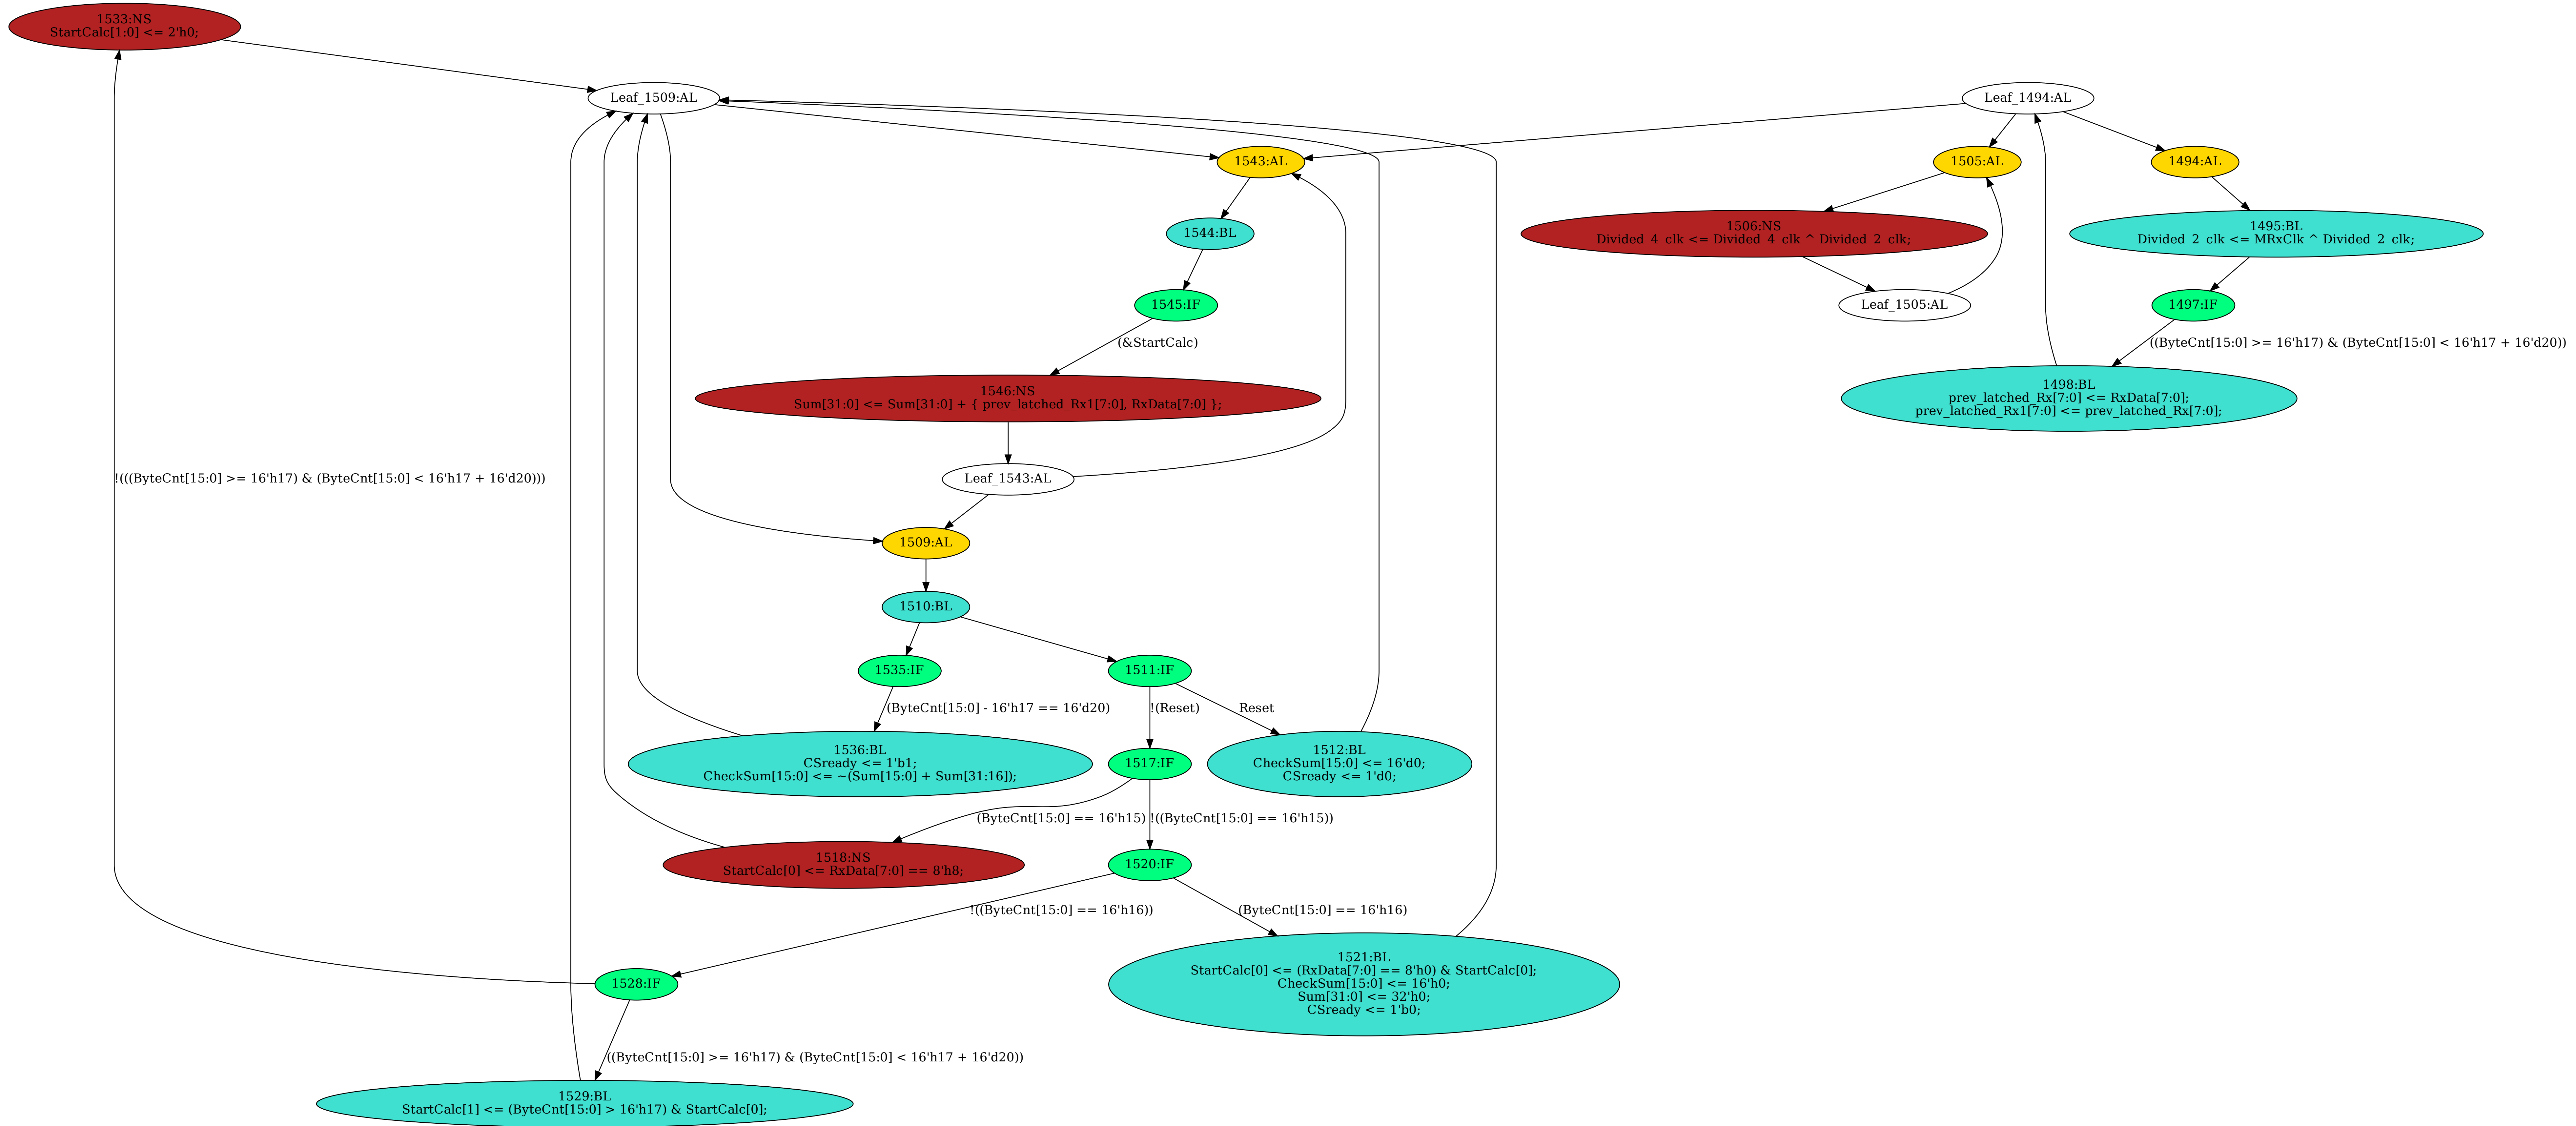 1533:NS
StartCalc[1:0] <= 2'h0;
Leaf_1509:AL
Leaf_1494:AL
1543:AL
1505:AL
1494:AL
1544:BL
1506:NS
Divided_4_clk <= Divided_4_clk ^ Divided_2_clk;
1495:BL
Divided_2_clk <= MRxClk ^ Divided_2_clk;
1545:IF
Leaf_1505:AL
1497:IF
(&StartCalc)
((ByteCnt[15:0] >= 16'h17) & (ByteCnt[15:0] < 16'h17 + 16'd20))
1546:NS
Sum[31:0] <= Sum[31:0] + { prev_latched_Rx1[7:0], RxData[7:0] };
1498:BL
prev_latched_Rx[7:0] <= RxData[7:0];
prev_latched_Rx1[7:0] <= prev_latched_Rx[7:0];
!(((ByteCnt[15:0] >= 16'h17) & (ByteCnt[15:0] < 16'h17 + 16'd20)))
Leaf_1543:AL
1509:AL
1510:BL
1535:IF
1511:IF
(ByteCnt[15:0] - 16'h17 == 16'd20)
!(Reset)
Reset
1536:BL
CSready <= 1'b1;
CheckSum[15:0] <= ~(Sum[15:0] + Sum[31:16]);
1517:IF
1512:BL
CheckSum[15:0] <= 16'd0;
CSready <= 1'd0;
(ByteCnt[15:0] == 16'h15)
!((ByteCnt[15:0] == 16'h15))
1518:NS
StartCalc[0] <= RxData[7:0] == 8'h8;
1520:IF
!((ByteCnt[15:0] == 16'h16))
(ByteCnt[15:0] == 16'h16)
1528:IF
1521:BL
StartCalc[0] <= (RxData[7:0] == 8'h0) & StartCalc[0];
CheckSum[15:0] <= 16'h0;
Sum[31:0] <= 32'h0;
CSready <= 1'b0;
((ByteCnt[15:0] >= 16'h17) & (ByteCnt[15:0] < 16'h17 + 16'd20))
1529:BL
StartCalc[1] <= (ByteCnt[15:0] > 16'h17) & StartCalc[0];